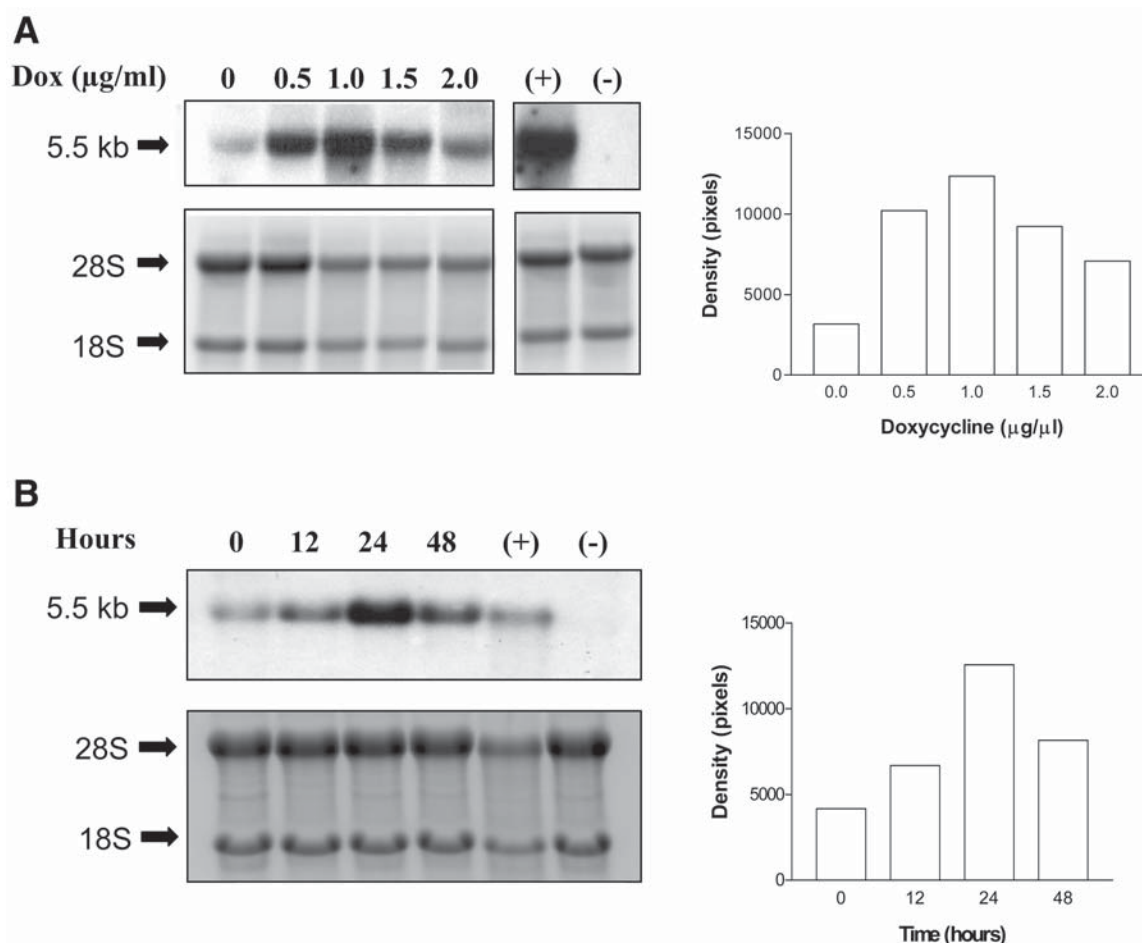 A
Dox (µg/ml) 0 0.5 1.0 1.5 2.0 (+) (-)
5.5 kb
28S
18S
15000
10000
5000
0
Density (pixels)
0.0 0.5 1.0 1.5 2.0
Doxycycline (µg/µl)
B
Hours 0 12 24 48 (+) (-)
5.5 kb
28S
18S
15000
10000
5000
0
Density (pixels)
0 12 24 48
Time (hours)